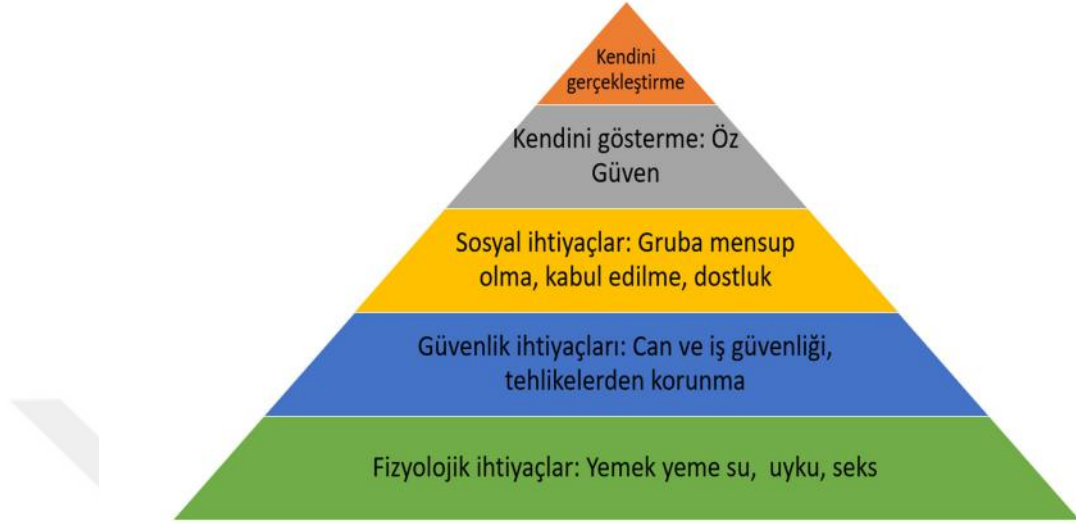 Kendini
gerçekleştirme
Kendini gösterme: Öz
Güven
Sosyal ihtiyaçlar: Gruba mensup
olma, kabul edilme, dostluk
Güvenlik ihtiyaçları: Can ve iş güvenliği,
tehlikelerden korunma
Fizyolojik ihtiyaçlar: Yemek yeme su,  uyku, seks